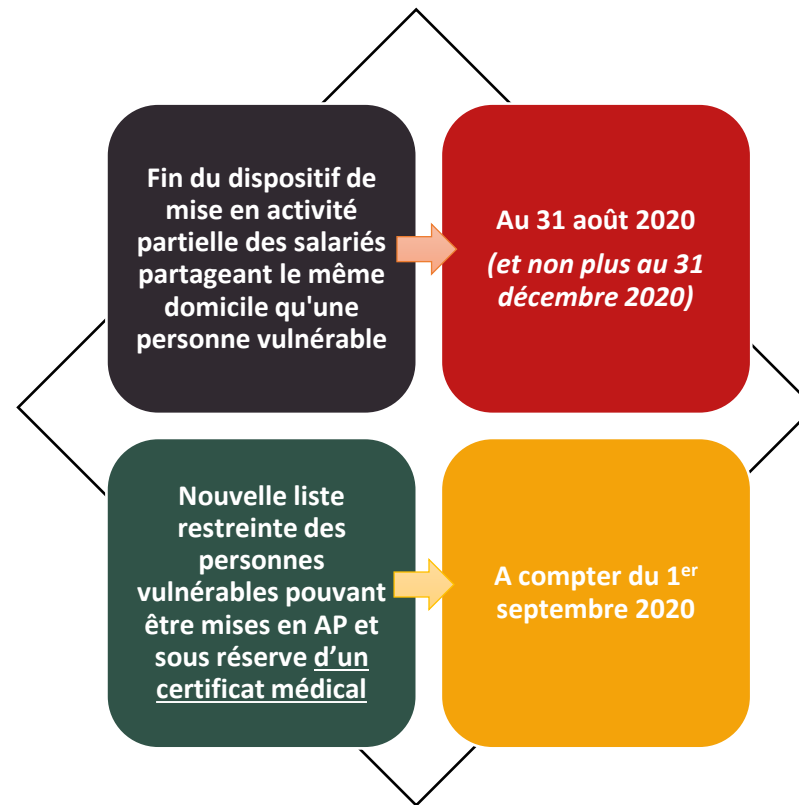 Fin du dispositif de
mise en activité
partielle des salariés
partageant le même
domicile qu'une
personne vulnérable
Au 31 août 2020
(et non plus au 31
décembre 2020)
Nouvelle liste
restreinte des
personnes
vulnérables pouvant
être mises en AP et
sous réserve d’un
certificat médical
A compter du 1er
septembre 2020